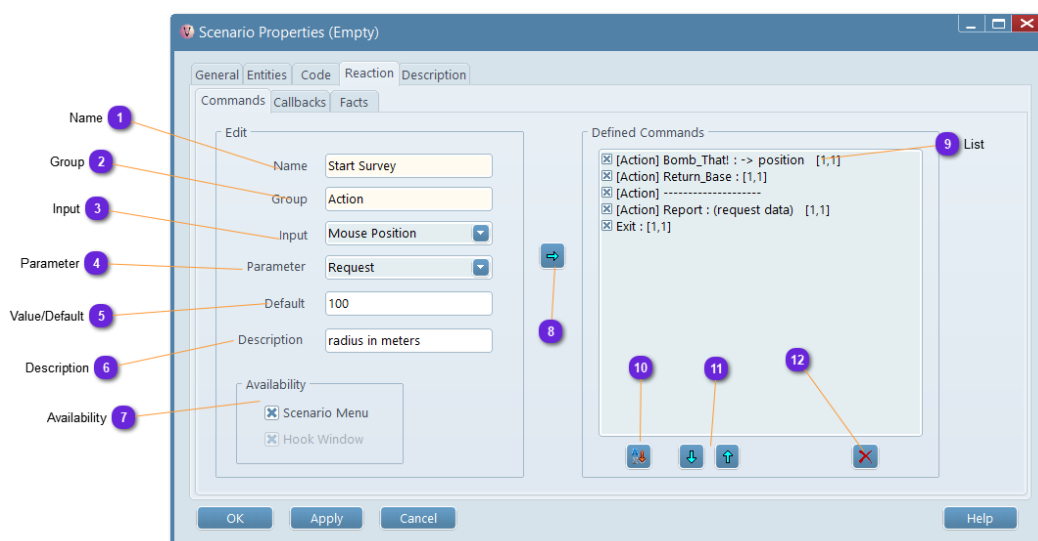 Scenario Properties (Empty)
General Entities Code Reaction Description
Commands Callbacks Facts
Name 1
Group 2
Input 3
Parameter 4
Value/Default 5
Description 6
Availability 7
Edit
Name Start Survey
Group Action
Input Mouse Position
Parameter Request
Default 100
Description radius in meters
Availability
Scenario Menu
Hook Window
8
Defined Commands
[Action] Bomb_That! : -> position [1,1]
[Action] Return_Base : [1,1]
[Action] --------------------
[Action] Report : (request data) [1,1]
Exit : [1,1]
9 List
10
11
12
OK Apply Cancel Help